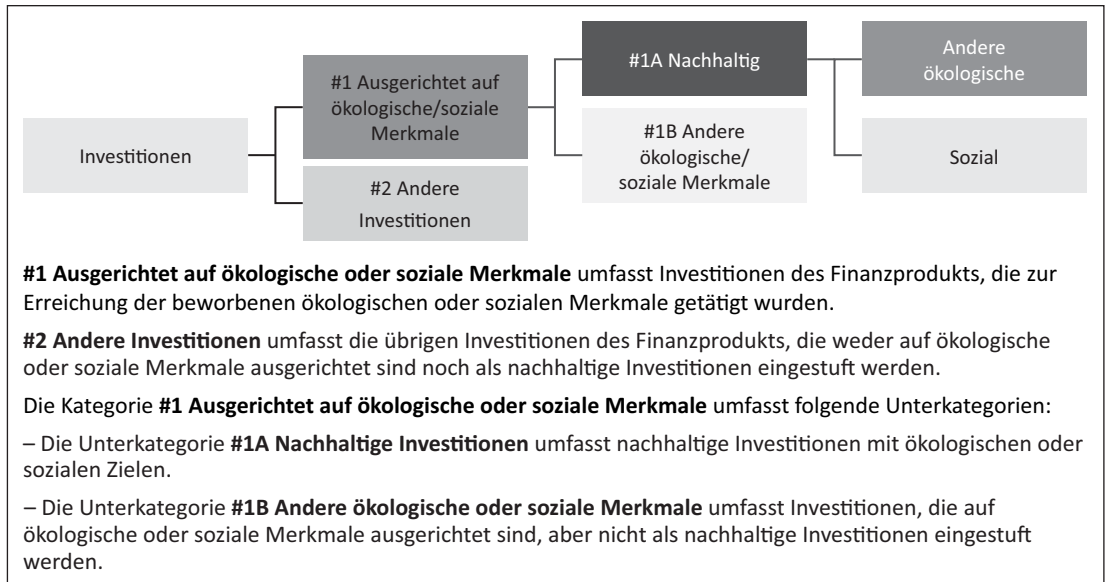 Investitionen
#1 Ausgerichtet auf
ökologische/soziale
Merkmale
#2 Andere
Investitionen
#1A Nachhaltig
#1B Andere
ökologische/
soziale Merkmale
Andere
ökologische
Sozial
#1 Ausgerichtet auf ökologische oder soziale Merkmale umfasst Investitionen des Finanzprodukts, die zur
Erreichung der beworbenen ökologischen oder sozialen Merkmale getätigt wurden.
#2 Andere Investitionen umfasst die übrigen Investitionen des Finanzprodukts, die weder auf ökologische
oder soziale Merkmale ausgerichtet sind noch als nachhaltige Investitionen eingestuft werden.
Die Kategorie #1 Ausgerichtet auf ökologische oder soziale Merkmale umfasst folgende Unterkategorien:
– Die Unterkategorie #1A Nachhaltige Investitionen umfasst nachhaltige Investitionen mit ökologischen oder
sozialen Zielen.
– Die Unterkategorie #1B Andere ökologische oder soziale Merkmale umfasst Investitionen, die auf
ökologische oder soziale Merkmale ausgerichtet sind, aber nicht als nachhaltige Investitionen eingestuft
werden.